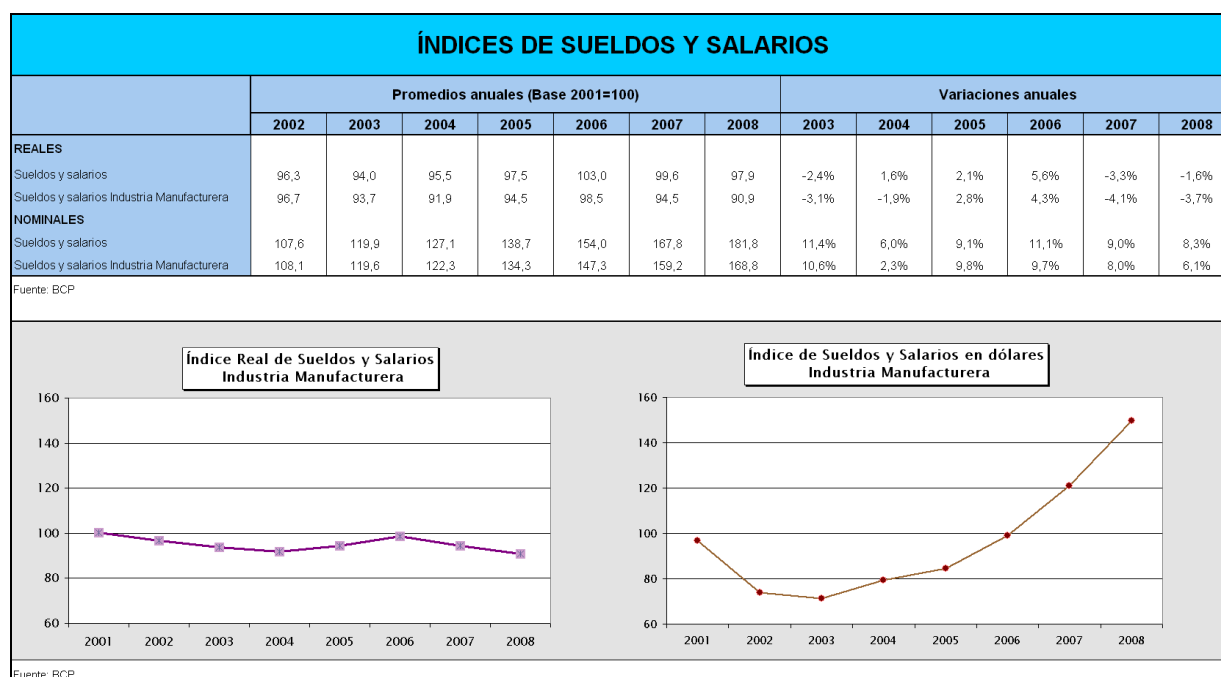 ÍNDICES DE SUELDOS Y SALARIOS
Promedios anuales (Base 2001=100) Variaciones anuales
2002 2003 2004 2005 2006 2007 2008 2003 2004 2005 2006 2007 2008
REALES
Sueldos y salarios 96,3 94,0 95,5 97,5 103,0 99,6 97,9 -2,4% 1,6% 2,1% 5,6% -3,3% -1,6%
Sueldos y salarios Industria Manufacturera 96,7 93,7 91,9 94,5 98,5 94,5 90,9 -3,1% -1,9% 2,8% 4,3% -4,1% -3,7%
NOMINALES
Sueldos y salarios 107,6 119,9 127,1 138,7 154,0 167,8 181,8 11,4% 6,0% 9,1% 11,1% 9,0% 8,3%
Sueldos y salarios Industria Manufacturera 108,1 119,6 122,3 134,3 147,3 159,2 168,8 10,6% 2,3% 9,8% 9,7% 8,0% 6,1%
Fuente: BCP
Índice Real de Sueldos y Salarios
Industria Manufacturera
160
140
120
100
80
60
2001 2002 2003 2004 2005 2006 2007 2008
Índice de Sueldos y Salarios en dólares
Industria Manufacturera
160
140
120
100
80
60
2001 2002 2003 2004 2005 2006 2007 2008
Fuente: BCP